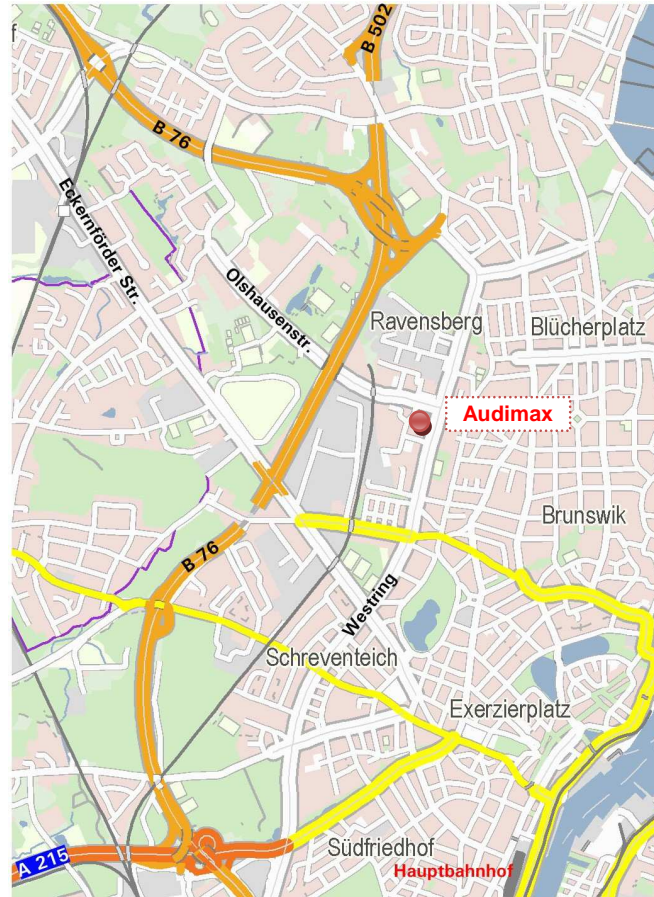 f
B 502
B 76
Eckernförder Str.
Olshausenstr.
Ravensberg
Blücherplatz
Audimax
Brunswik
B 76
Westring
Schreventeich
Exerzierplatz
Südfriedhof
A 215
Hauptbahnhof